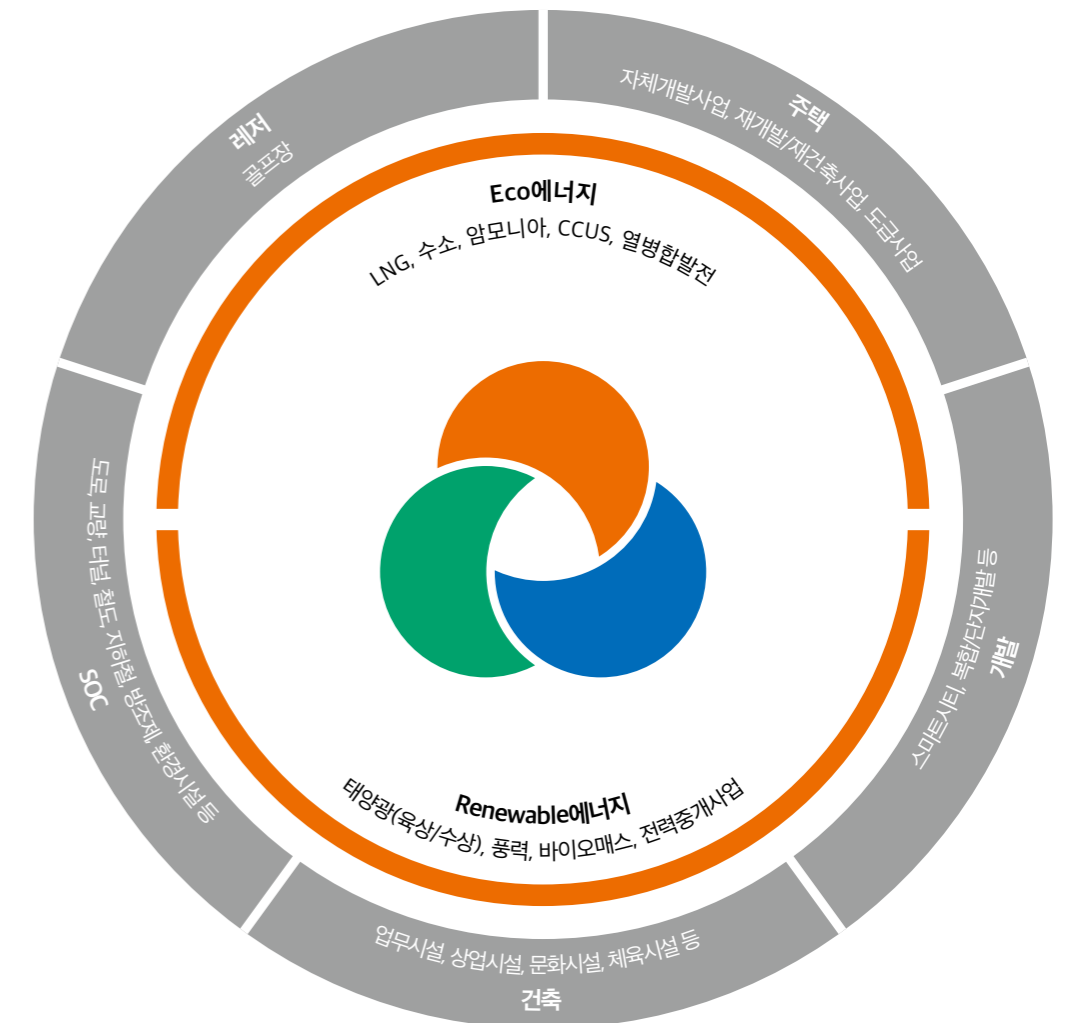 레저
골프장
주택
자체개발사업, 재개발/재건축사업, 도급사업
Eco에너지
LNG, 수소, 암모니아, CCUS, 열병합발전
도로, 교량, 터널, 철도, 지하철, 방조제, 환경시설 등
SOC
스마트시티, 복합/단지개발 등
개발
Renewable에너지
태양광(육상/수상), 풍력, 바이오매스, 전력중개사업
업무시설, 상업시설, 문화시설, 체육시설 등
건축